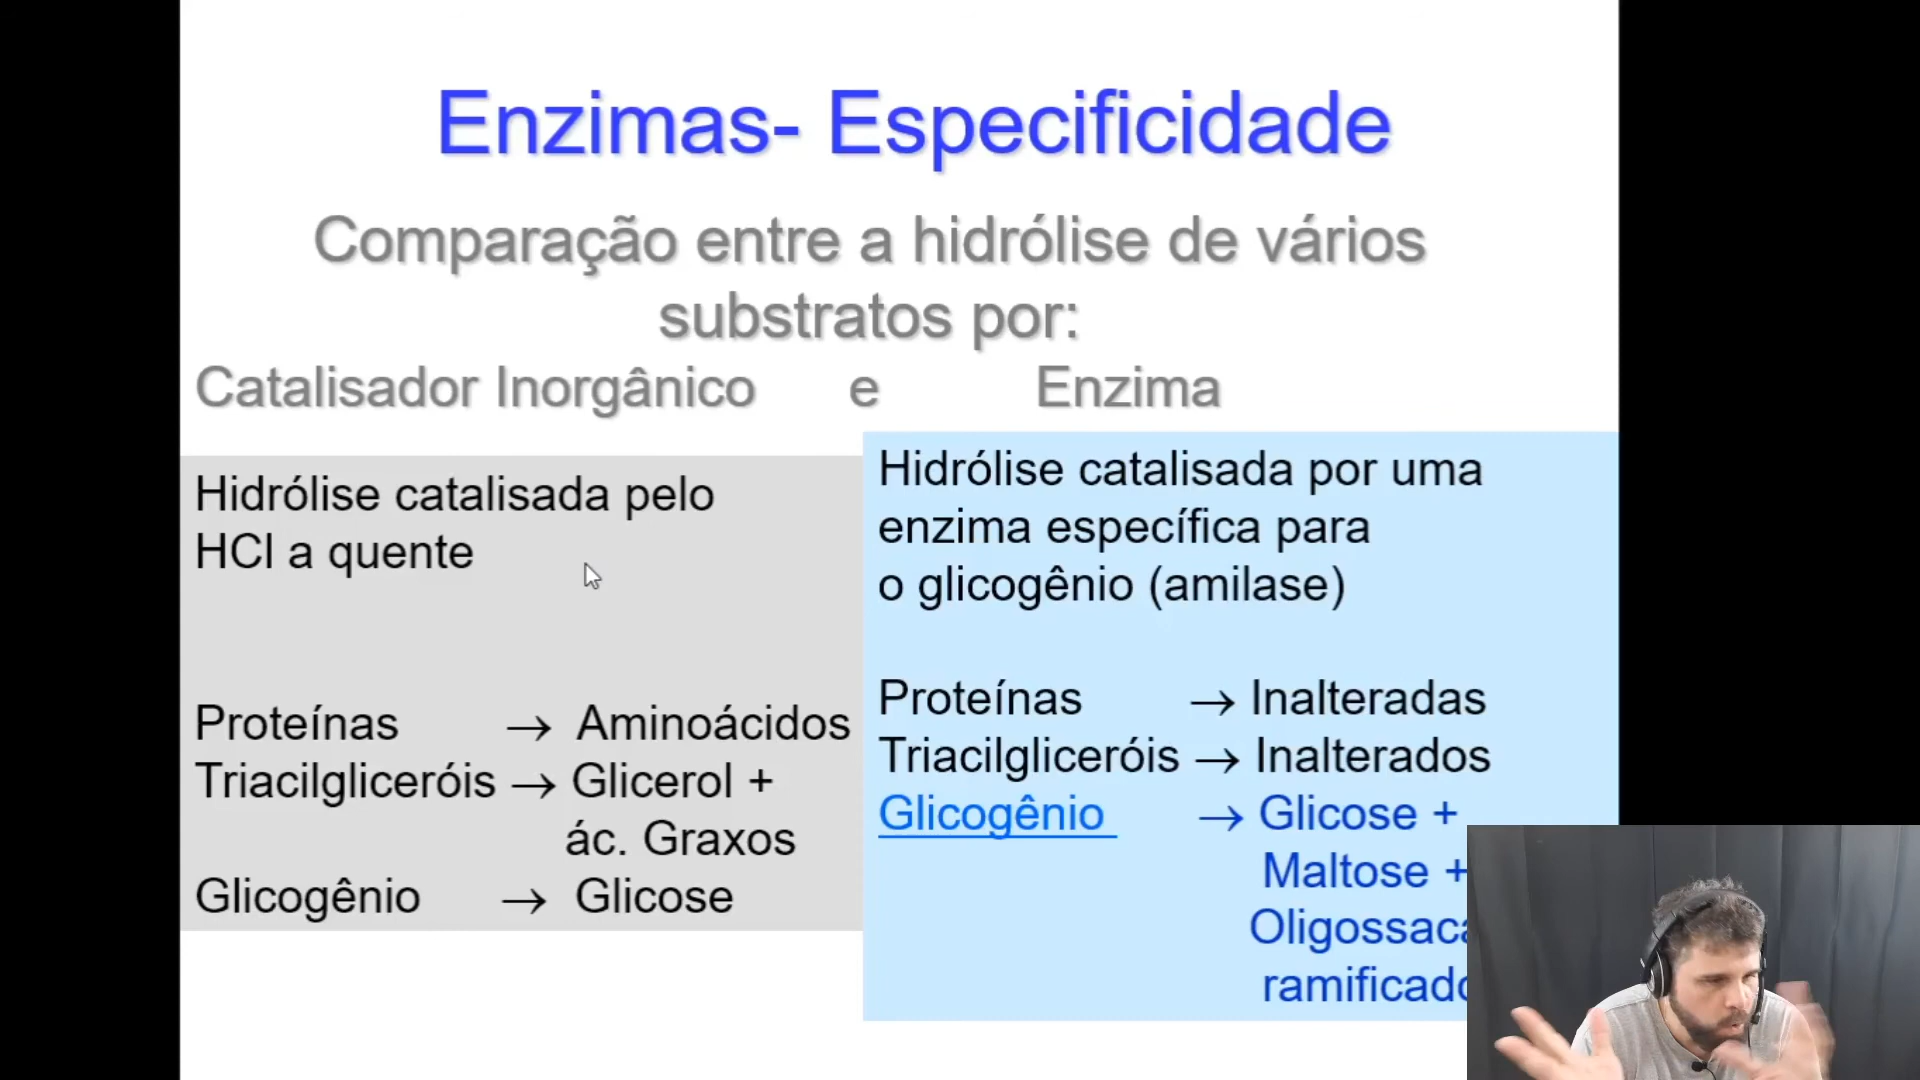 Enzimas- Especificidade
Comparação entre a hidrólise de vários
substratos por:
Catalisador Inorgânico e Enzima
Hidrólise catalisada pelo
HCl a quente
Proteínas → Aminoácidos
Triacilgliceróis → Glicerol +
ác. Graxos
Glicogênio → Glicose
Hidrólise catalisada por uma
enzima específica para
o glicogênio (amilase)
Proteínas → Inalteradas
Triacilgliceróis → Inalterados
Glicogênio → Glicose +
Maltose +